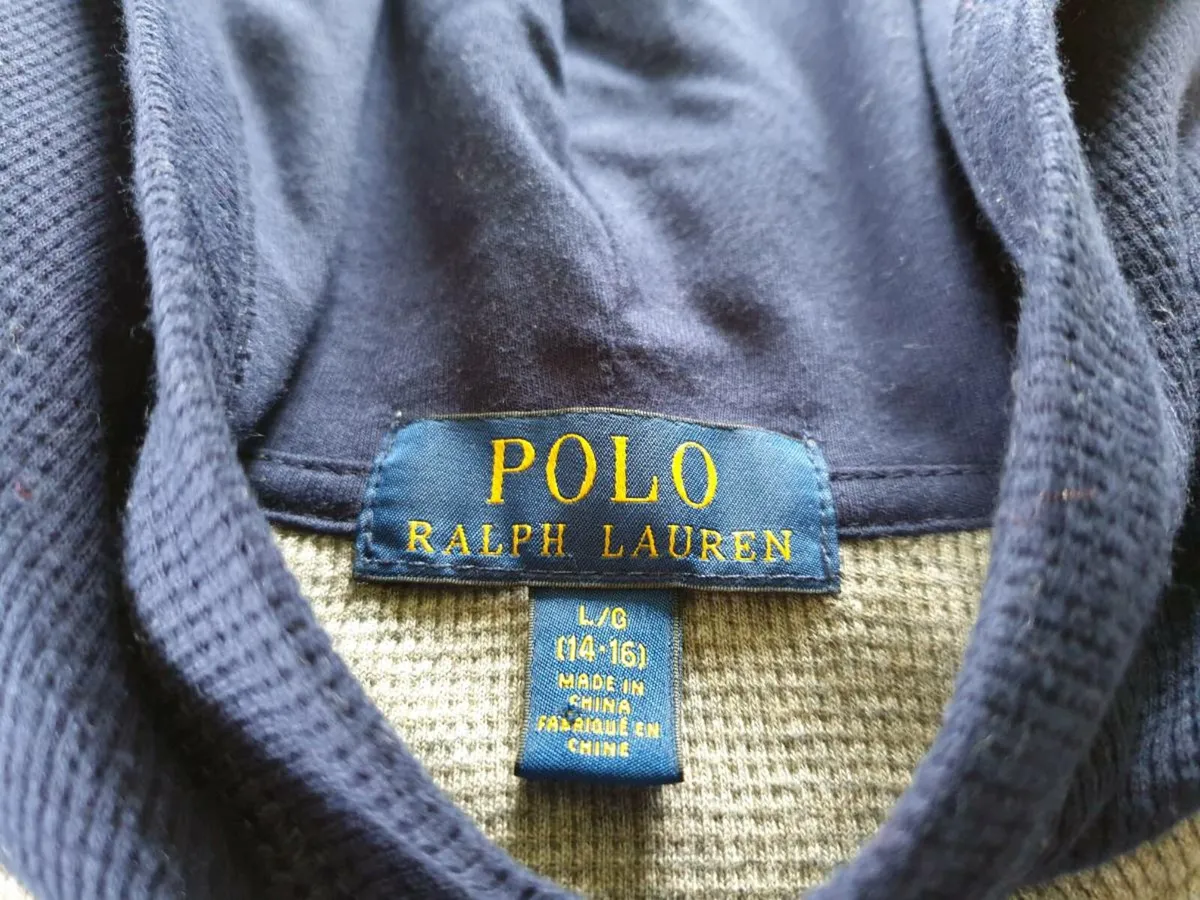 POLO
RALPH LAUREN
L/G
(14·16)
MADE IN
CHINA
FABRIQUÉ EN
CHINE